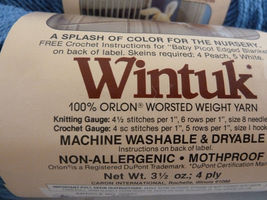 A SPLASH OF COLOR FOR THE NURSERY...
FREE Crochet Instructions for "Baby Picot Edged Blanket"
on back of label. Skeins required: 4 Peach, 5 White.
Wintuk
100% ORLON® WORSTED WEIGHT YARN
Knitting Gauge: 4½ stitches per 1", 6 rows per 1", size 8 needle
Crochet Gauge: 4 sc stitches per 1", 5 rows per 1", size I hook
MACHINE WASHABLE & DRYABLE
Instructions on back of label.
NON-ALLERGENIC • MOTHPROOF
Orlon® is a Registered DuPont Trademark. *DuPont Certification Mark
Net Wt. 3½ oz.; 4 ply
CARON INTERNATIONAL, Rochelle, Illinois 61068